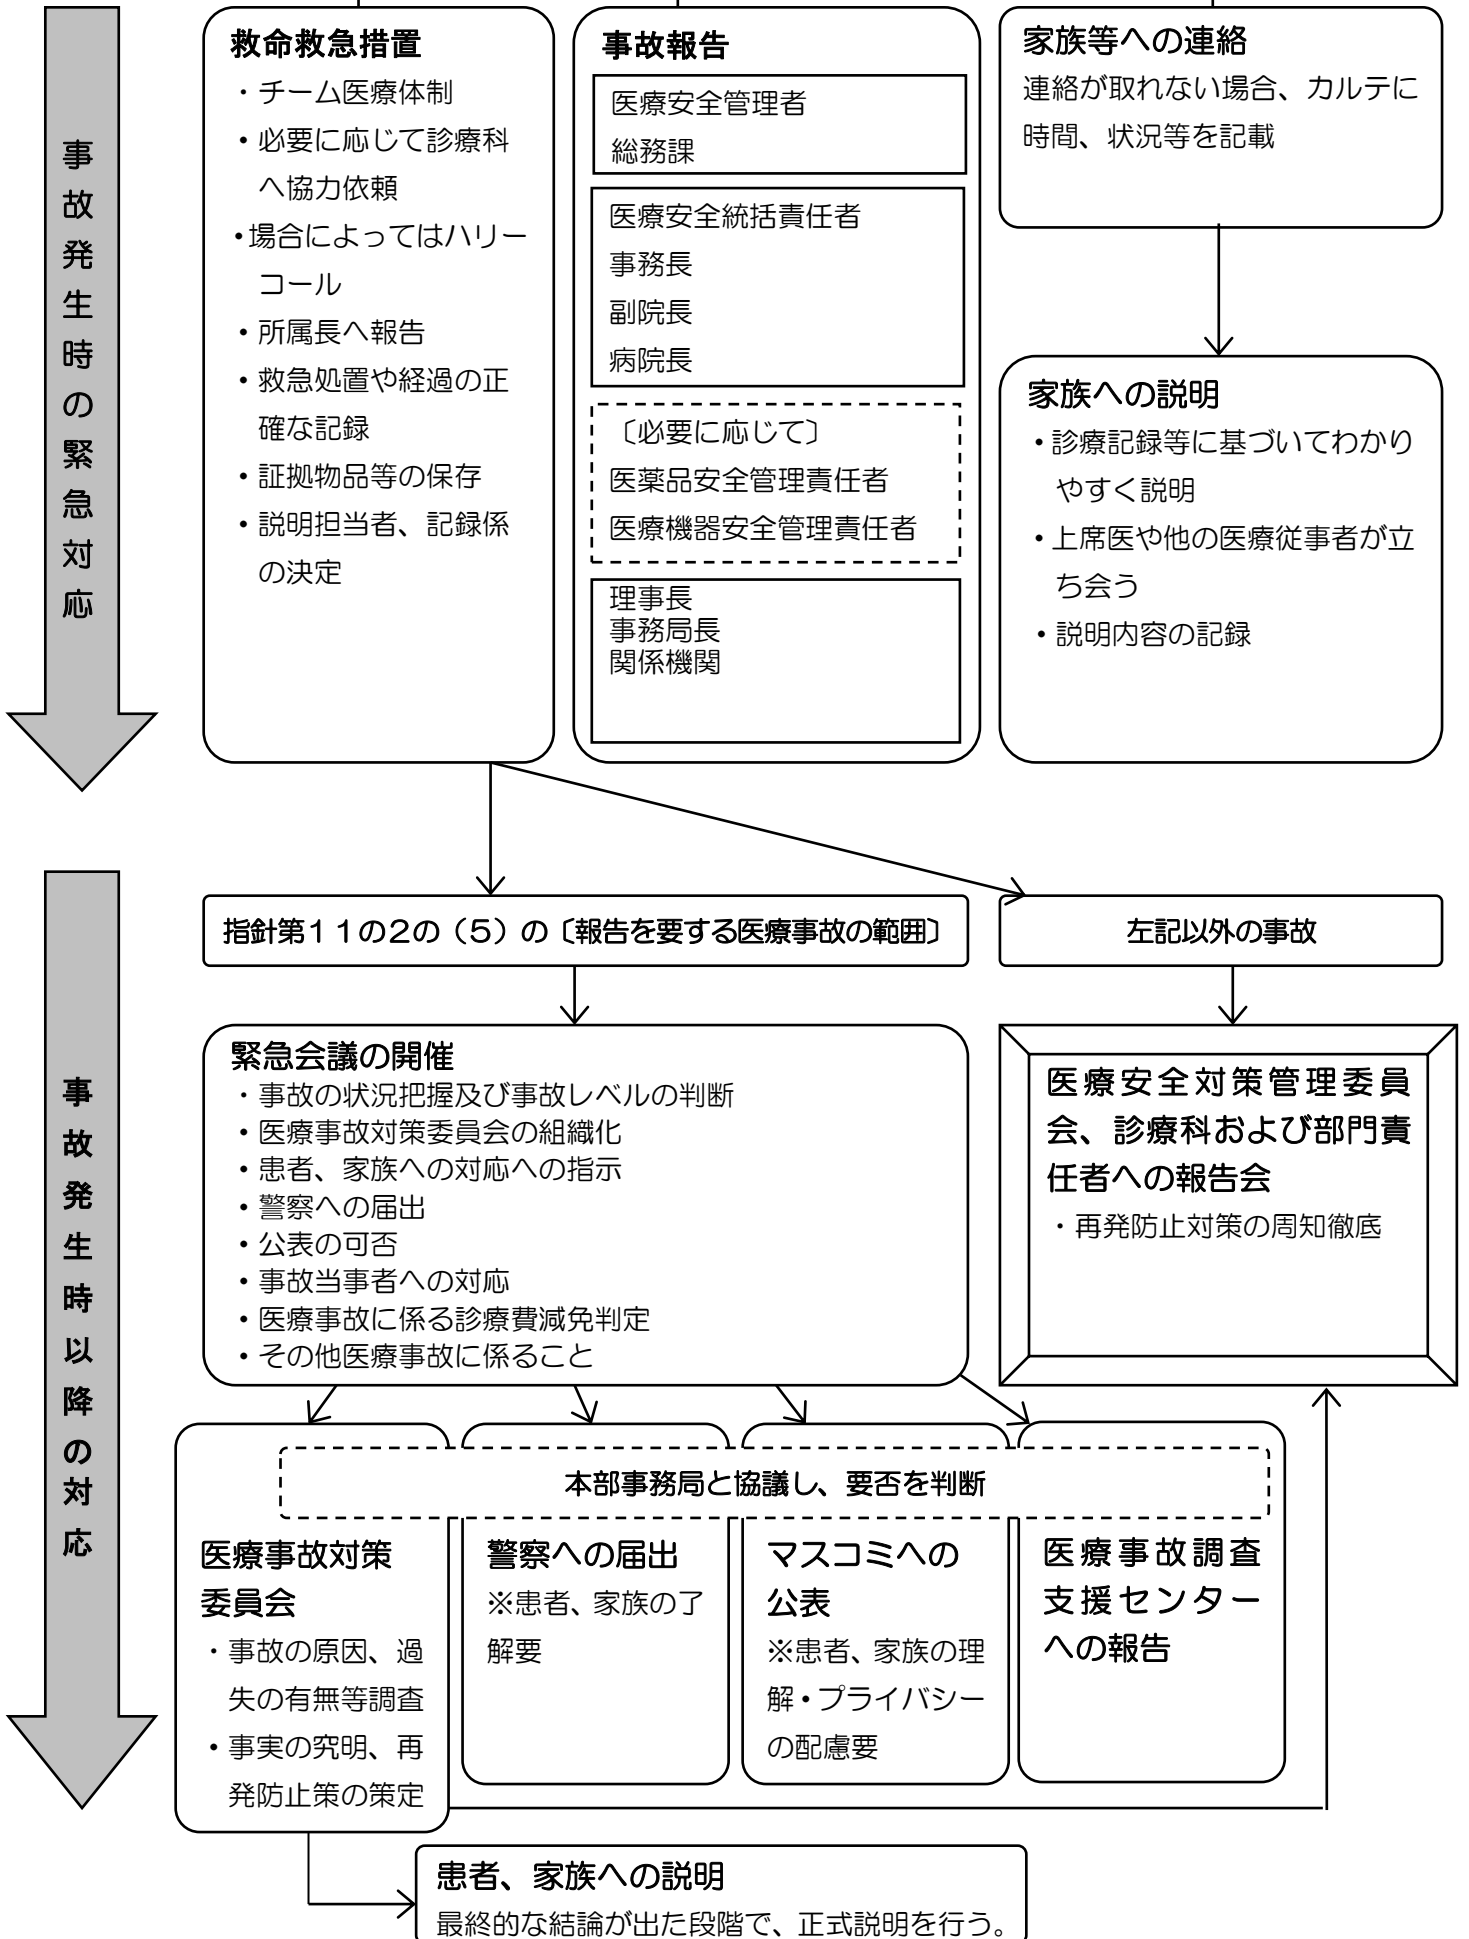 事故発生時の緊急対応
救命救急措置
・チーム医療体制
・必要に応じて診療科
へ協力依頼
・場合によってはハリー
コール
・所属長へ報告
・救急処置や経過の正
確な記録
・証拠物品等の保存
・説明担当者、記録係
の決定
事故報告
医療安全管理者
総務課
医療安全統括責任者
事務長
副院長
病院長
〔必要に応じて〕
医薬品安全管理責任者
医療機器安全管理責任者
理事長
事務局長
関係機関
家族等への連絡
連絡が取れない場合、カルテに
時間、状況等を記載
家族への説明
・診療記録等に基づいてわかり
やすく説明
・上席医や他の医療従事者が立
ち会う
・説明内容の記録
事故発生時以降の対応
指針第11の2の（5）の〔報告を要する医療事故の範囲〕
左記以外の事故
緊急会議の開催
・事故の状況把握及び事故レベルの判断
・医療事故対策委員会の組織化
・患者、家族への対応への指示
・警察への届出
・公表の可否
・事故当事者への対応
・医療事故に係る診療費減免判定
・その他医療事故に係ること
医療安全対策管理委員
会、診療科および部門責
任者への報告会
・再発防止対策の周知徹底
本部事務局と協議し、要否を判断
医療事故対策
委員会
・事故の原因、過
失の有無等調査
・事実の究明、再
発防止策の策定
警察への届出
※患者、家族の了
解要
マスコミへの
公表
※患者、家族の理
解・プライバシー
の配慮要
医療事故調査
支援センター
への報告
患者、家族への説明
最終的な結論が出た段階で、正式説明を行う。